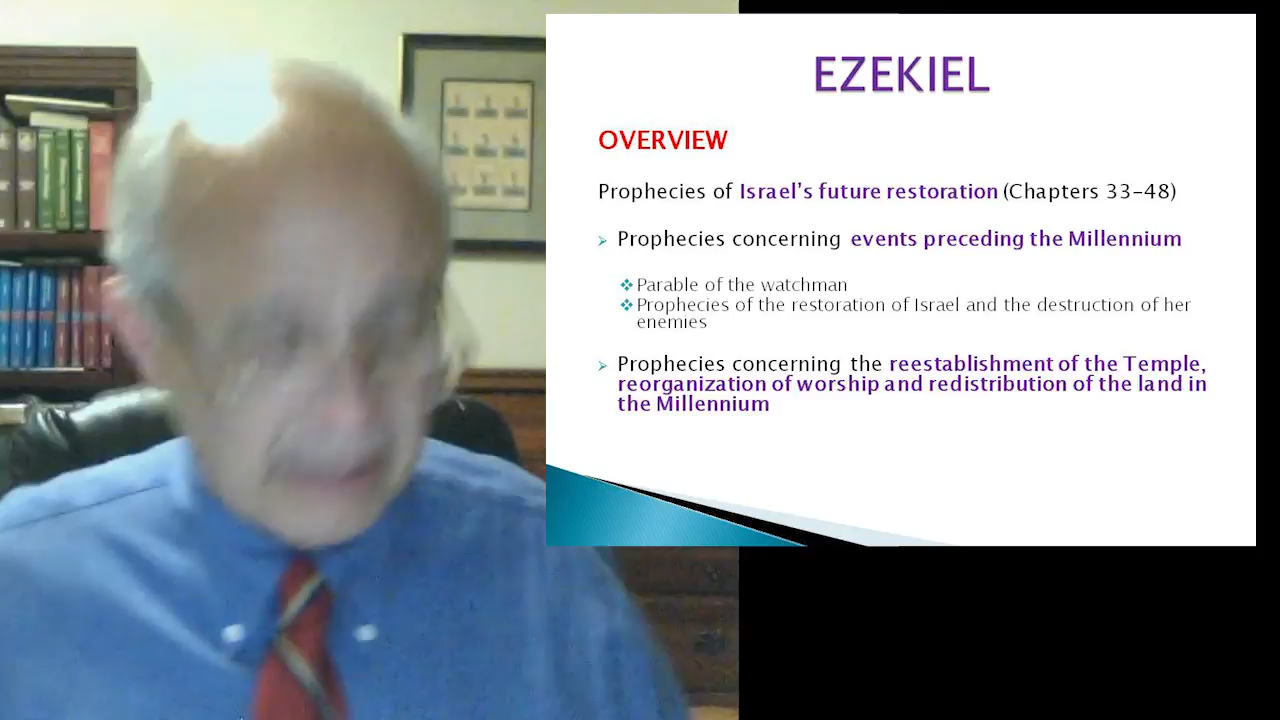 EZEKIEL
OVERVIEW
Prophecies of Israel's future restoration (Chapters 33-48)
Prophecies concerning events preceding the Millennium
Parable of the watchman
Prophecies of the restoration of Israel and the destruction of her
enemies
Prophecies concerning the reestablishment of the Temple,
reorganization of worship and redistribution of the land in
the Millennium